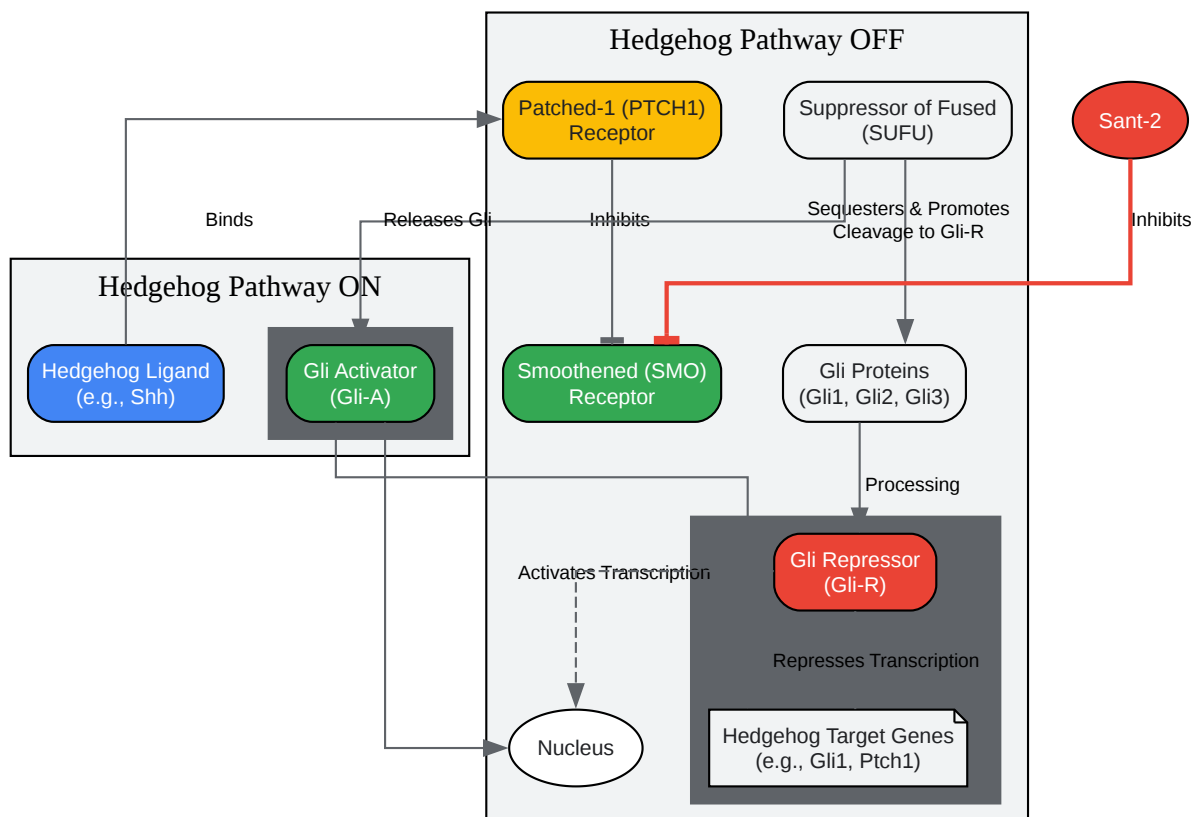 Hedgehog Pathway OFF
Patched-1 (PTCH1)
Receptor
Suppressor of Fused
(SUFU)
Sant-2
Binds
Releases Gli
Inhibits
Sequesters & Promotes
Cleavage to Gli-R
Inhibits
Hedgehog Pathway ON
Hedgehog Ligand
(e.g., Shh)
Gli Activator
(Gli-A)
Smoothened (SMO)
Receptor
Gli Proteins
(Gli1, Gli2, Gli3)
Processing
Gli Repressor
(Gli-R)
Activates Transcription
Represses Transcription
Nucleus
Hedgehog Target Genes
(e.g., Gli1, Ptch1)